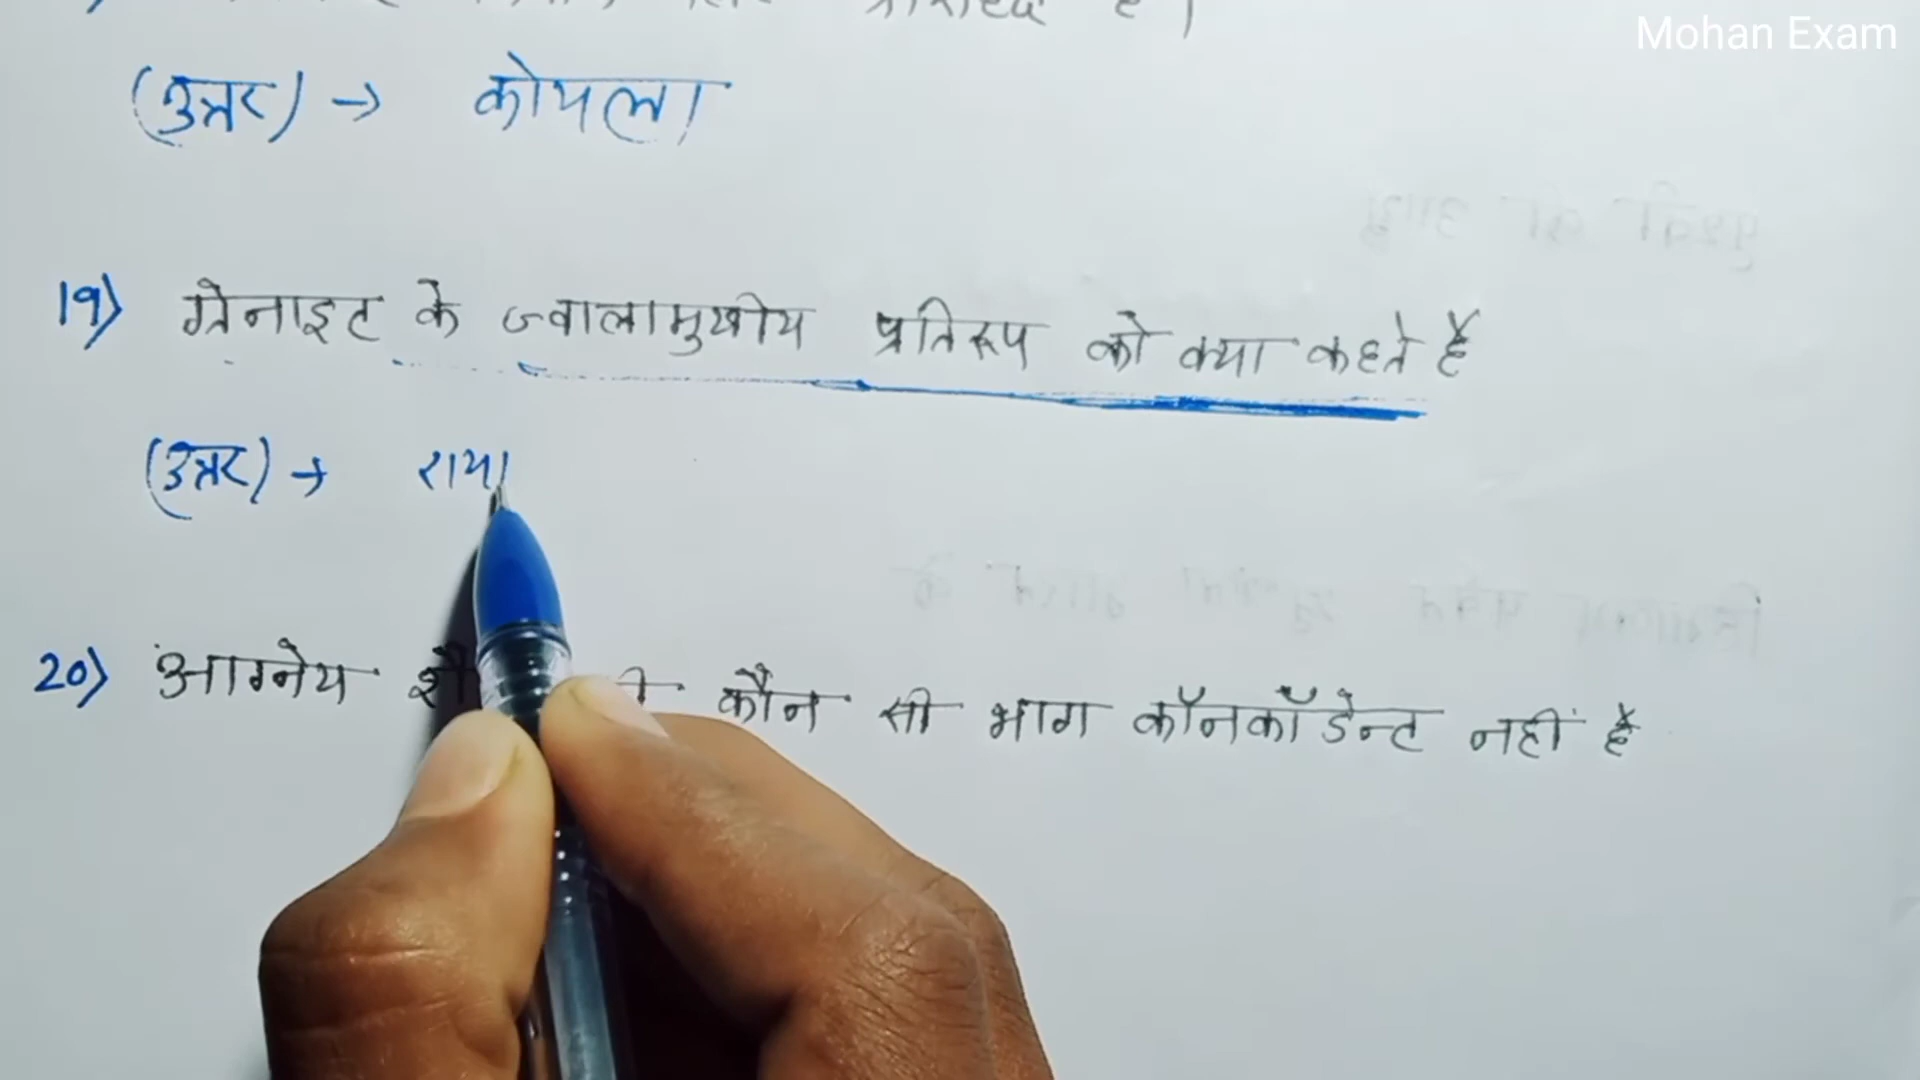 Mohan Exam
(उत्तर) → कोयला
19) ग्रेनाइट के ज्वालामुखीय प्रतिरूप को क्या कहते है
(उत्तर) → राया
20) आग्नेय कौन सी भाग कॉनकॉर्डेन्ट नहीं है